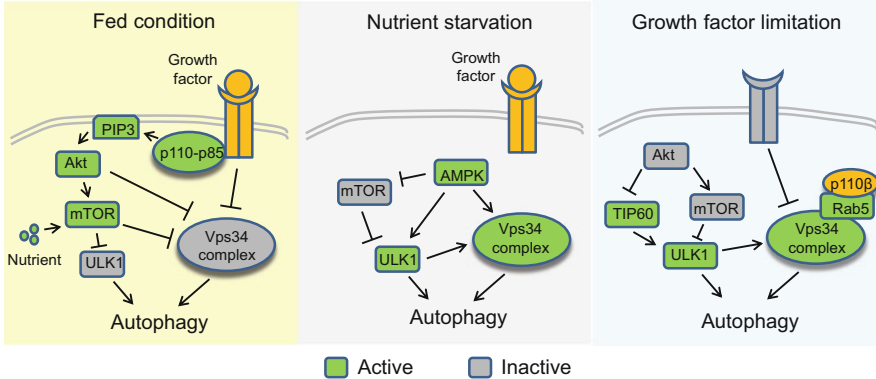 Fed condition
Growth
factor
PIP3
p110-p85
Akt
mTOR
Nutrient
ULK1
Vps34
complex
Autophagy
Nutrient starvation
Growth
factor
mTOR
AMPK
ULK1
Vps34
complex
Autophagy
Growth factor limitation
Akt
TIP60
mTOR
p110β
Rab5
Vps34
complex
ULK1
Autophagy
Active
Inactive